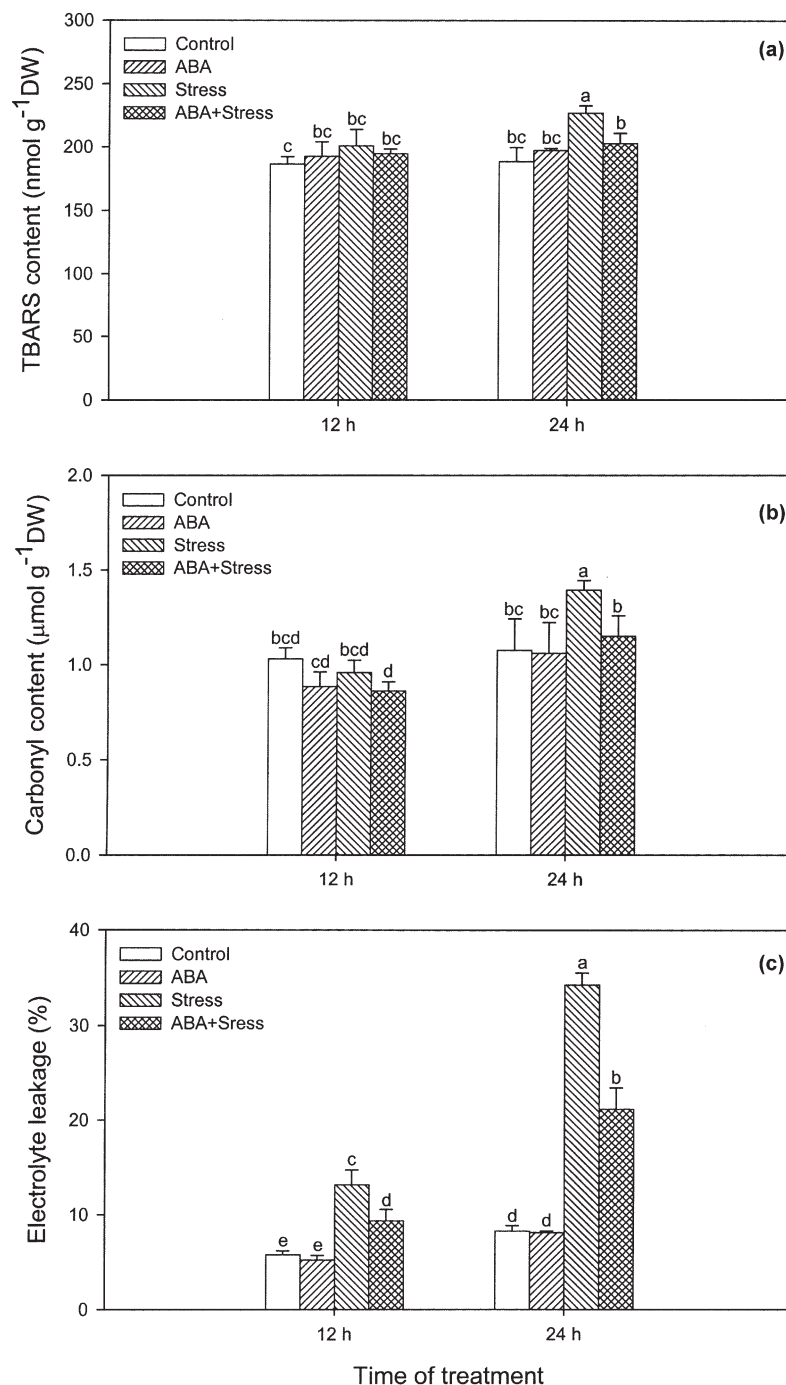 300
250
200
150
100
50
0
TBARS content (nmol g⁻¹DW)
Control
ABA
Stress
ABA+Stress
(a)
c bc bc bc bc bc a b
12 h 24 h
2.0
1.5
1.0
0.5
0.0
Carbonyl content (μmol g⁻¹DW)
Control
ABA
Stress
ABA+Stress
(b)
bcd cd bcd d bc bc a b
12 h 24 h
40
30
20
10
0
Electrolyte leakage (%)
Control
ABA
Stress
ABA+Sress
(c)
e e c d d d a b
12 h 24 h
Time of treatment